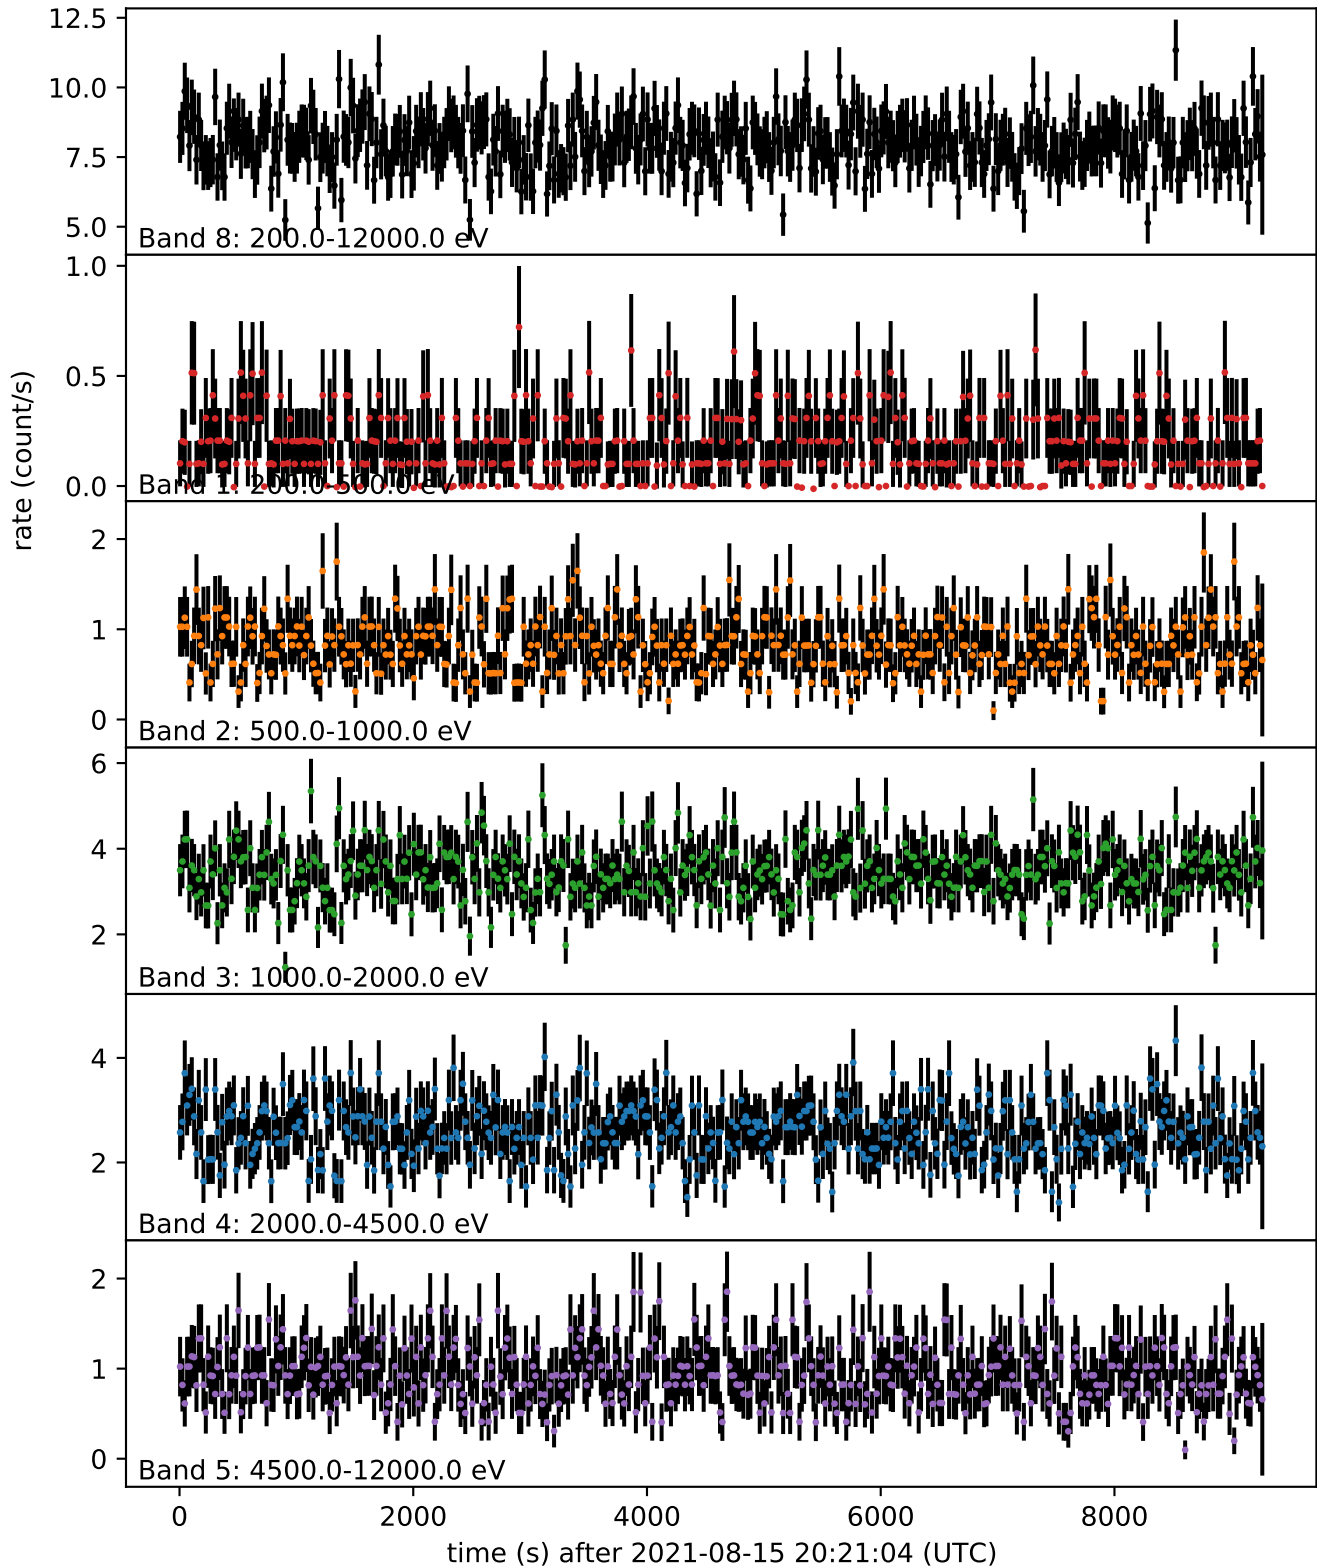 12.5
10.0
7.5
5.0
Band 8: 200.0-12000.0 eV
1.0
0.5
0.0
Band 1: 200.0-500.0 eV
rate (count/s)
2
1
0
Band 2: 500.0-1000.0 eV
6
4
2
Band 3: 1000.0-2000.0 eV
4
2
Band 4: 2000.0-4500.0 eV
2
1
0
Band 5: 4500.0-12000.0 eV
0 2000 4000 6000 8000
time (s) after 2021-08-15 20:21:04 (UTC)